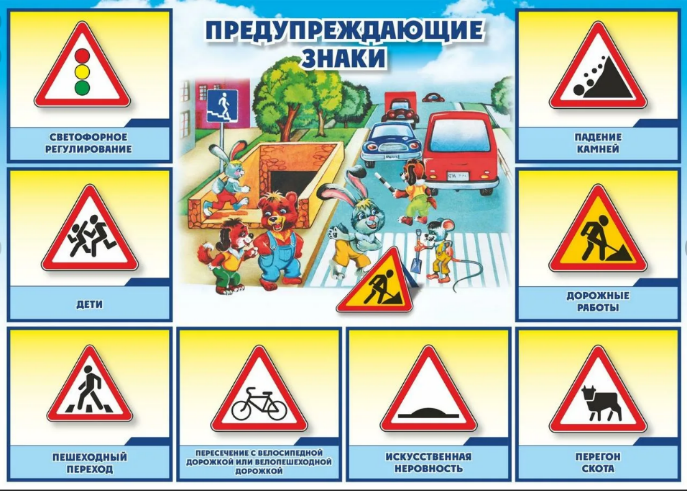 ПРЕДУПРЕЖДАЮЩИЕ
ЗНАКИ
СВЕТОФОРНОЕ
РЕГУЛИРОВАНИЕ
ПАДЕНИЕ
КАМНЕЙ
ДЕТИ
ДОРОЖНЫЕ
РАБОТЫ
ПЕШЕХОДНЫЙ
ПЕРЕХОД
ПЕРЕСЕЧЕНИЕ С ВЕЛОСИПЕДНОЙ
ДОРОЖКОЙ ИЛИ ВЕЛОПЕШЕХОДНОЙ
ДОРОЖКОЙ
ИСКУССТВЕННАЯ
НЕРОВНОСТЬ
ПЕРЕГОН
СКОТА